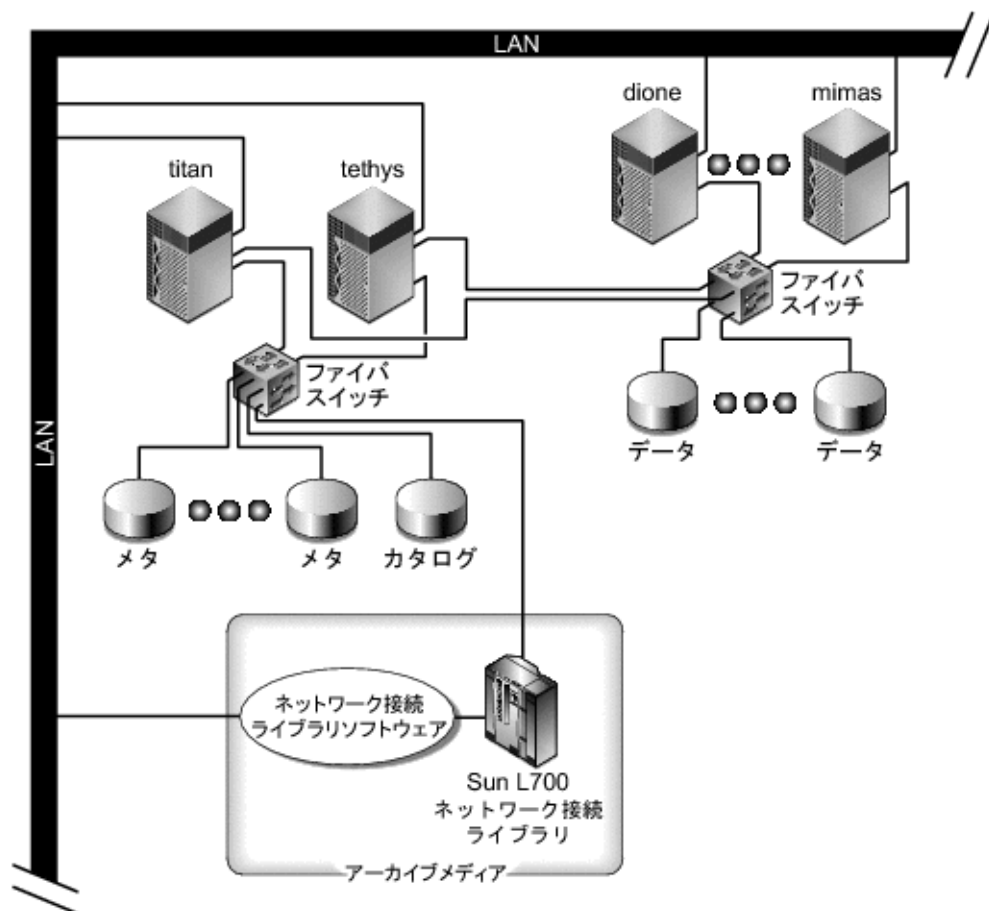 LAN
dione
mimas
titan
tethys
ファイバ
スイッチ
ファイバ
スイッチ
データ
データ
LAN
メタ
メタ
カタログ
ネットワーク接続
ライブラリソフトウェア
Sun L700
ネットワーク接続
ライブラリ
アーカイブメディア